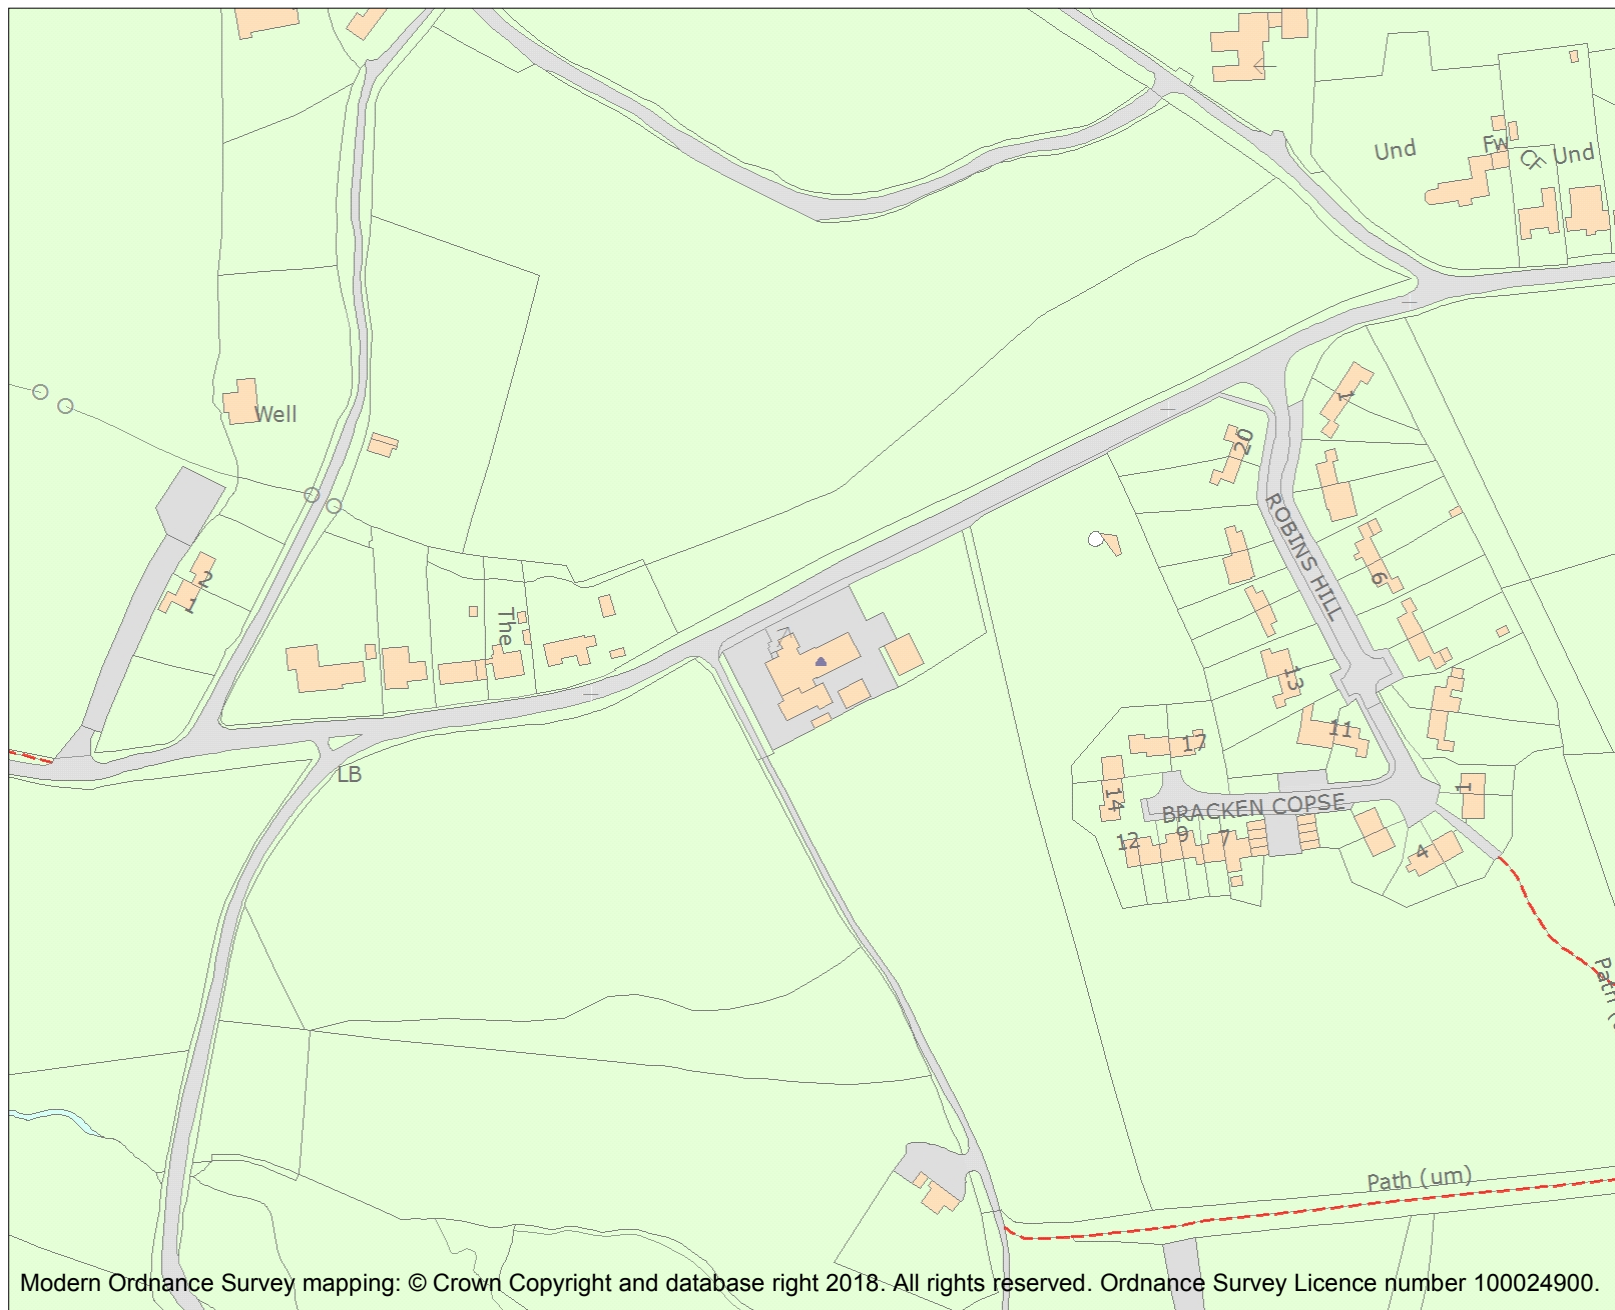 Und
Fw
CF
Und
Well
1
20
ROBINS HILL
6
2
1
The
13
11
17
LB
14
BRACKEN COPSE
1
12
9
7
4
Path (
Path (um)
Modern Ordnance Survey mapping: © Crown Copyright and database right 2018. All rights reserved. Ordnance Survey Licence number 100024900.